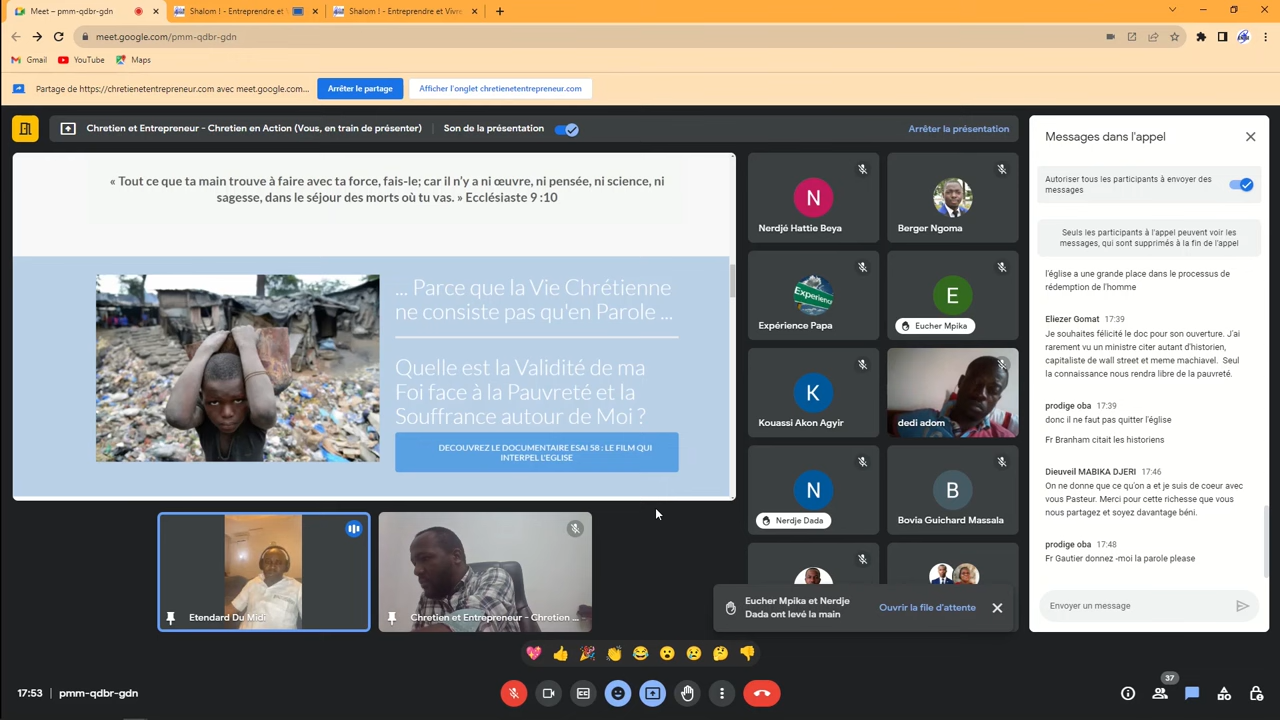 Meet – pmm-qdbr-gdn
Shalom ! - Entreprendre et V
Shalom ! - Entreprendre et Vivre
meet.google.com/pmm-qdbr-gdn
Gmail
YouTube
Maps
Partage de https://chretienetentrepreneur.com avec meet.google.com...
Arrêter le partage
Afficher l'onglet chretienetentrepreneur.com
Chretien et Entrepreneur - Chretien en Action (Vous, en train de présenter)
Son de la présentation
Arrêter la présentation
« Tout ce que ta main trouve à faire avec ta force, fais-le; car il n'y a ni œuvre, ni pensée, ni science, ni
sagesse, dans le séjour des morts où tu vas. » Ecclésiaste 9 :10
... Parce que la Vie Chrétienne
ne consiste pas qu'en Parole ...
Quelle est la Validité de ma
Foi face à la Pauvreté et la
Souffrance autour de Moi ?
DECOUVREZ LE DOCUMENTAIRE ESAI 58 : LE FILM QUI
INTERPEL L'EGLISE
Etendard Du Midi
Chretien et Entrepreneur - Chretien ...
N
Nerdjé Hattie Beya
Berger Ngoma
Experience
Expérience Papa
E
Eucher Mpika
K
Kouassi Akon Agyir
dedi adom
N
Nerdje Dada
B
Bovia Guichard Massala
Eucher Mpika et Nerdje
Dada ont levé la main
Ouvrir la file d'attente
Messages dans l'appel
Autoriser tous les participants à envoyer des
messages
Seuls les participants à l'appel peuvent voir les
messages, qui sont supprimés à la fin de l'appel
l'église a une grande place dans le processus de
rédemption de l'homme
Eliezer Gomat 17:39
Je souhaites félicité le doc pour son ouverture. J'ai
rarement vu un ministre citer autant d'historien,
capitaliste de wall street et meme machiavel. Seul
la connaissance nous rendra libre de la pauvreté.
prodige oba 17:39
donc il ne faut pas quitter l'église
Fr Branham citait les historiens
Dieuveil MABIKA DJERI 17:46
On ne donne que ce qu'on a et je suis de coeur avec
vous Pasteur. Merci pour cette richesse que vous
nous partagez et soyez davantage béni.
prodige oba 17:48
Fr Gautier donnez -moi la parole please
Envoyer un message
17:53
pmm-qdbr-gdn
37